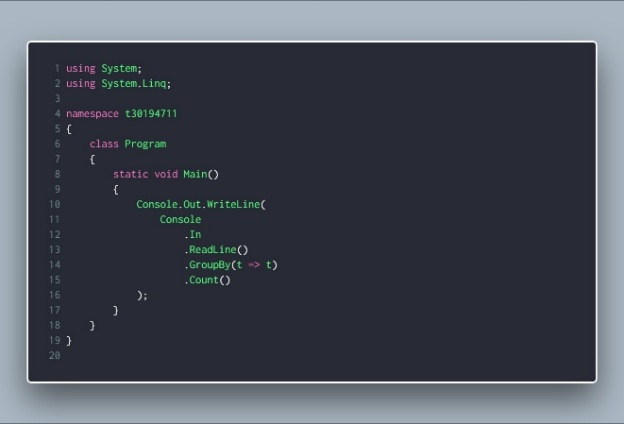 1 using System;
2 using System.Linq;
3
4 namespace t30194711
5 {
6     class Program
7     {
8         static void Main()
9         {
10             Console.Out.WriteLine(
11                 Console
12                     .In
13                     .ReadLine()
14                     .GroupBy(t => t)
15                     .Count()
16             );
17         }
18     }
19 }
20